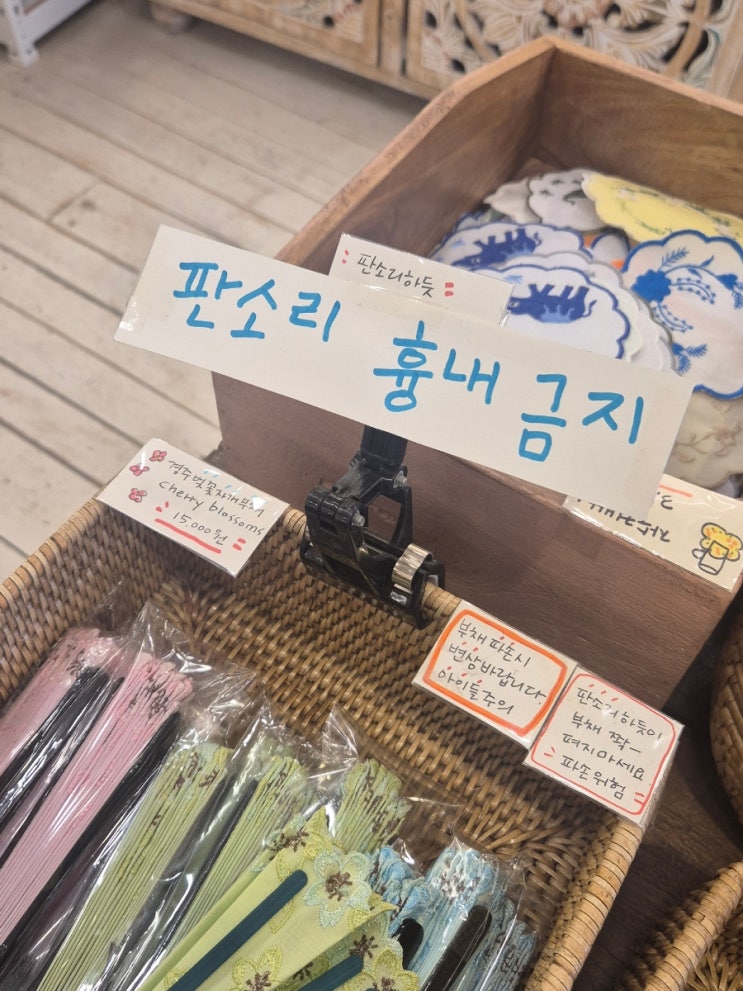 판소리하듯
판소리 흉내 금지
경주벚꽃자개부채
cherry blossoms
15,000원
부채 파손시
변상바랍니다.
아이들주의
판소리하듯이
부채 쫙-
펴지마세요
파손위험